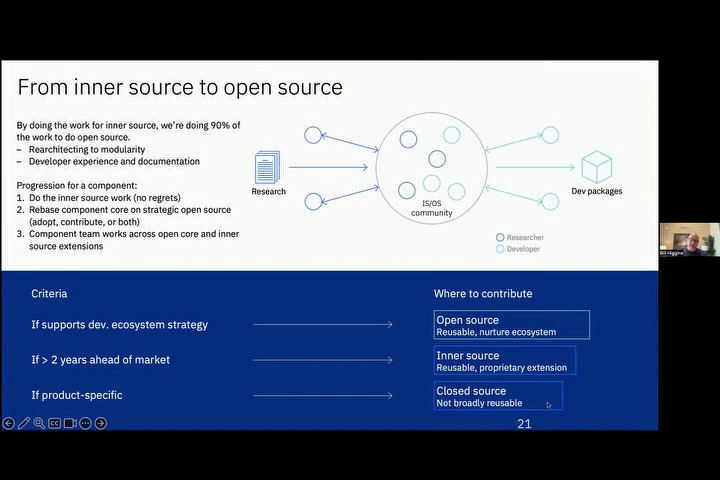 From inner source to open source
By doing the work for inner source, we're doing 90% of
the work to do open source.
– Rearchitecting to modularity
– Developer experience and documentation
Progression for a component:
1. Do the inner source work (no regrets)
2. Rebase component core on strategic open source
(adopt, contribute, or both)
3. Component team works across open core and inner
source extensions
Research
IS/OS
community
Dev packages
Researcher
Developer
Bill Higgins
Criteria
Where to contribute
If supports dev. ecosystem strategy
Open source
Reusable, nurture ecosystem
If > 2 years ahead of market
Inner source
Reusable, proprietary extension
If product-specific
Closed source
Not broadly reusable
CC
21